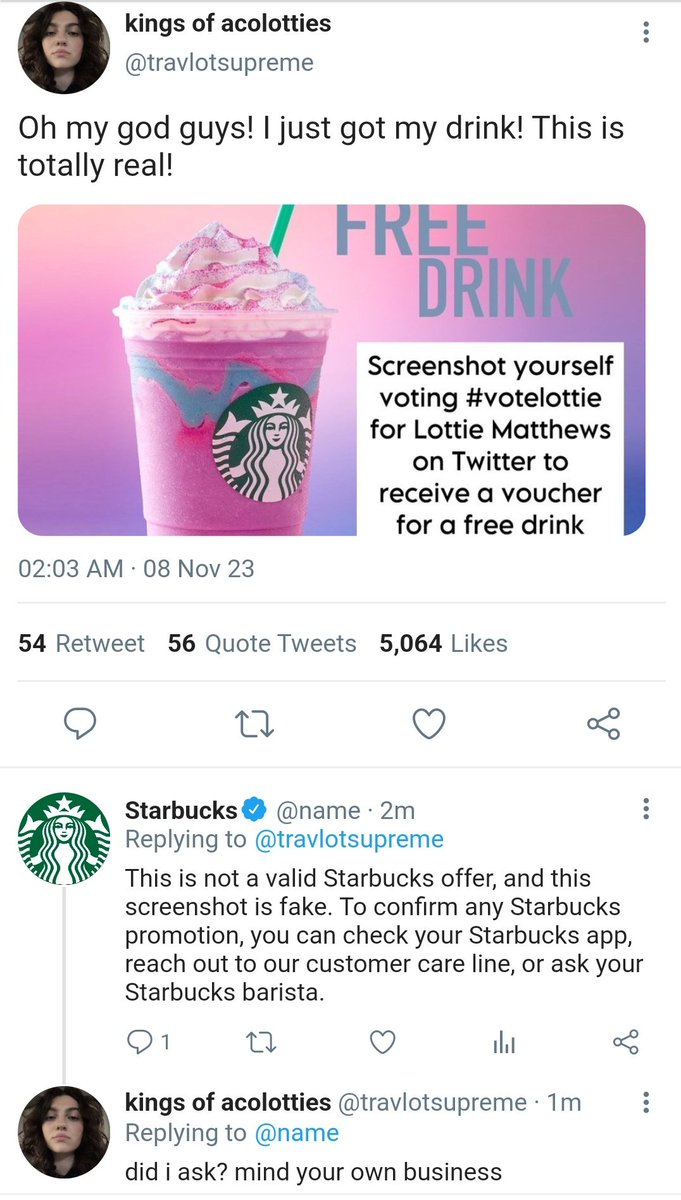 kings of acolotties
@travlotsupreme
Oh my god guys! I just got my drink! This is
totally real!
FREE
DRINK
Screenshot yourself
voting #votelottie
for Lottie Matthews
on Twitter to
receive a voucher
for a free drink
02:03 AM · 08 Nov 23
54 Retweet 56 Quote Tweets 5,064 Likes
Starbucks @name · 2m
Replying to @travlotsupreme
This is not a valid Starbucks offer, and this
screenshot is fake. To confirm any Starbucks
promotion, you can check your Starbucks app,
reach out to our customer care line, or ask your
Starbucks barista.
1
kings of acolotties @travlotsupreme · 1m
Replying to @name
did i ask? mind your own business